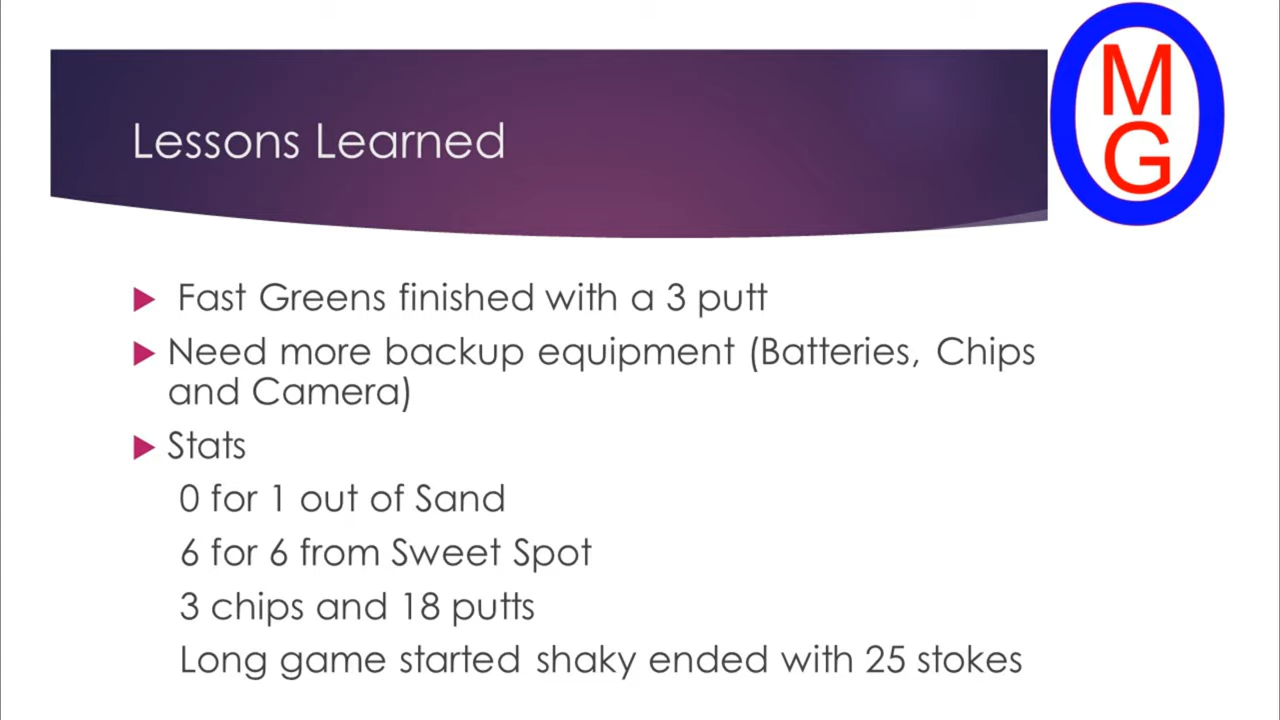 M
G
Lessons Learned
Fast Greens finished with a 3 putt
Need more backup equipment (Batteries, Chips
and Camera)
Stats
0 for 1 out of Sand
6 for 6 from Sweet Spot
3 chips and 18 putts
Long game started shaky ended with 25 stokes